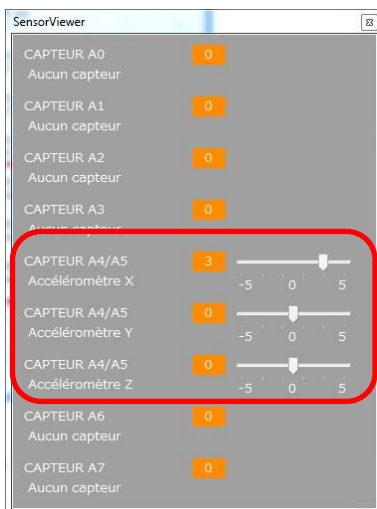 SensorViewer
CAPTEUR A0 0
Aucun capteur
CAPTEUR A1 0
Aucun capteur
CAPTEUR A2 0
Aucun capteur
CAPTEUR A3 0
Aucun capteur
CAPTEUR A4/A5 3
Accéléromètre X -5 0 5
CAPTEUR A4/A5 0
Accéléromètre Y -5 0 5
CAPTEUR A4/A5 0
Accéléromètre Z -5 0 5
CAPTEUR A6 0
Aucun capteur
CAPTEUR A7 0
Aucun capteur